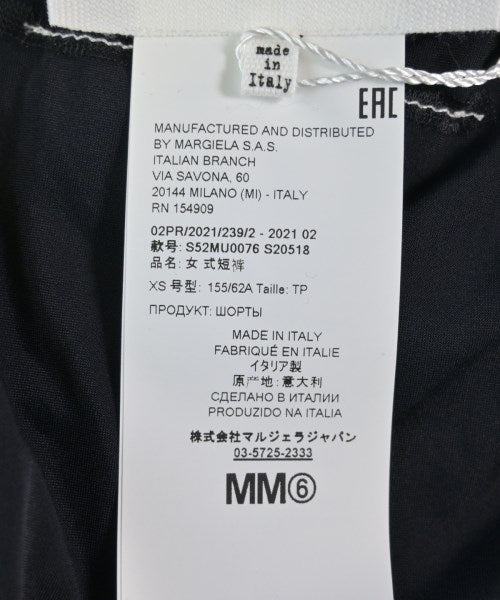 made
in
Italy
EAC
MANUFACTURED AND DISTRIBUTED
BY MARGIELA S.A.S.
ITALIAN BRANCH
VIA SAVONA, 60
20144 MILANO (MI) - ITALY
RN 154909
02PR/2021/239/2 - 2021 02
款号: S52MU0076 S20518
品名: 女 式短裤
XS 号型: 155/62A Taille: TP
ПРОДУКТ: ШОРТЫ
MADE IN ITALY
FABRIQUÉ EN ITALIE
イタリア製
原产地: 意大利
СДЕЛАНО В ИТАЛИИ
PRODUZIDO NA ITALIA
株式会社マルジェラジャパン
03-5725-2333
MM⑥